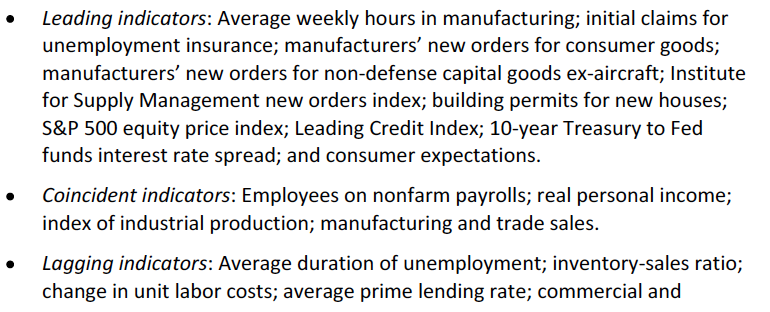 • Leading indicators: Average weekly hours in manufacturing; initial claims for
unemployment insurance; manufacturers’ new orders for consumer goods;
manufacturers’ new orders for non-defense capital goods ex-aircraft; Institute
for Supply Management new orders index; building permits for new houses;
S&P 500 equity price index; Leading Credit Index; 10-year Treasury to Fed
funds interest rate spread; and consumer expectations.
• Coincident indicators: Employees on nonfarm payrolls; real personal income;
index of industrial production; manufacturing and trade sales.
• Lagging indicators: Average duration of unemployment; inventory-sales ratio;
change in unit labor costs; average prime lending rate; commercial and